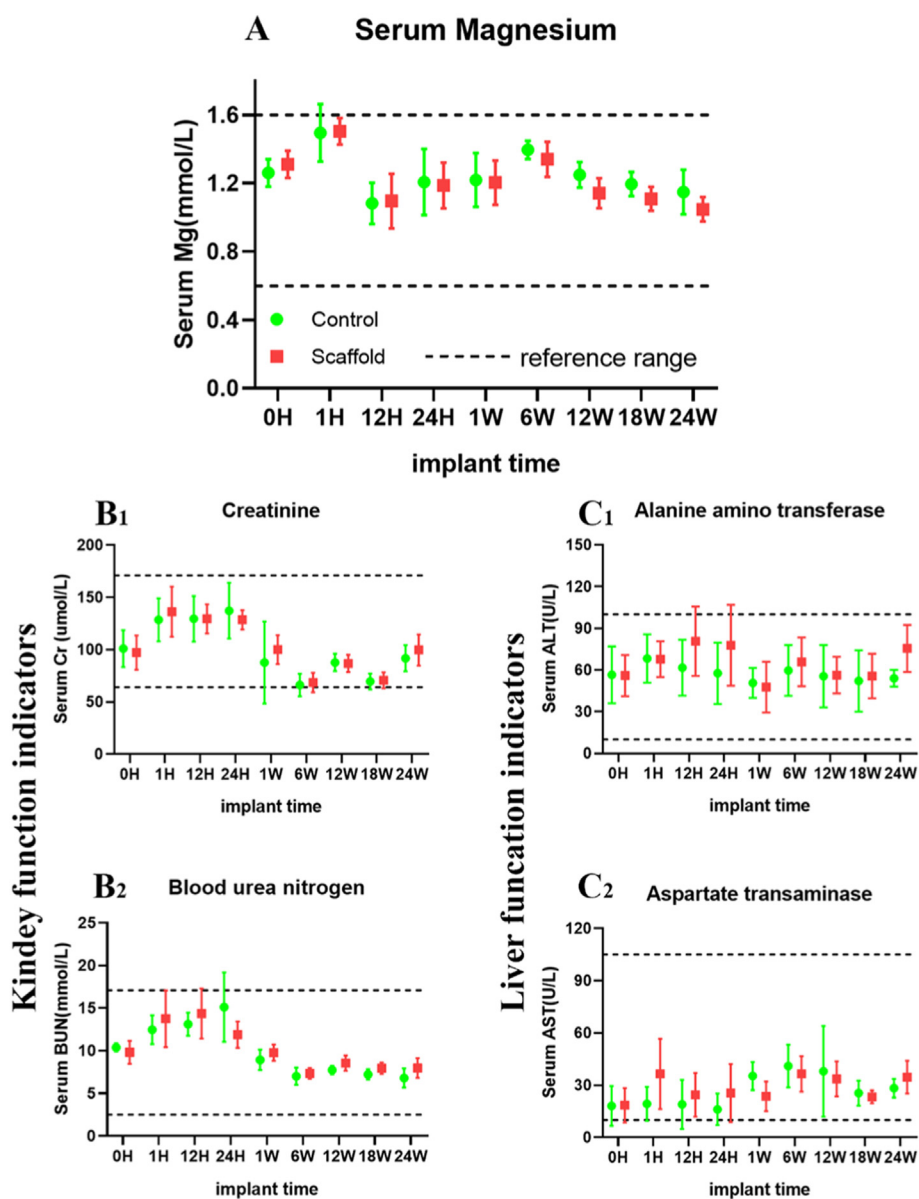 A
Serum Magnesium
Serum Mg(mmol/L)
1.6
1.2
0.8
0.4
0.0
Control
Scaffold
reference range
0H 1H 12H 24H 1W 6W 12W 18W 24W
implant time
Kindey function indicators
B1
Creatinine
Serum Cr (umol/L)
200
150
100
50
0
0H 1H 12H 24H 1W 6W 12W 18W 24W
implant time
B2
Blood urea nitrogen
Serum BUN(mmol/L)
25
20
15
10
5
0
0H 1H 12H 24H 1W 6W 12W 18W 24W
implant time
Liver funcation indicators
C1
Alanine amino transferase
Serum ALT(U/L)
150
120
90
60
30
0
0H 1H 12H 24H 1W 6W 12W 18W 24W
implant time
C2
Aspartate transaminase
Serum AST(U/L)
120
90
60
30
0
0H 1H 12H 24H 1W 6W 12W 18W 24W
implant time